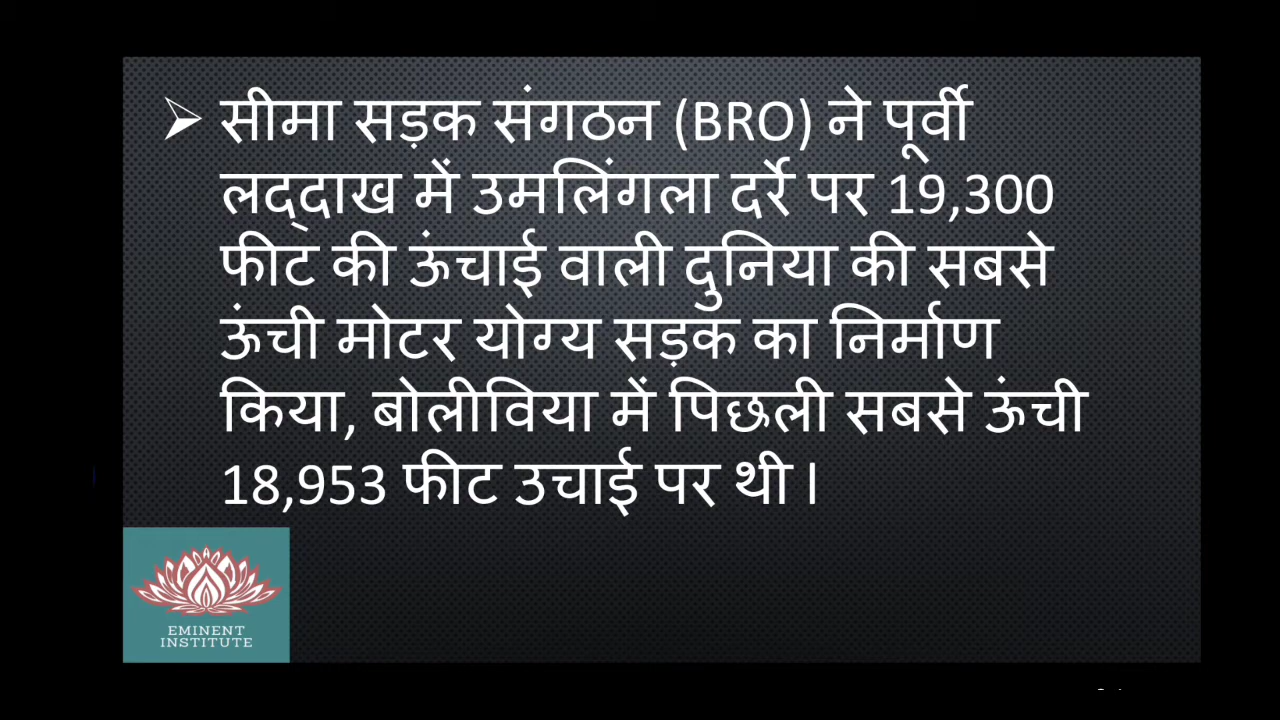 सीमा सड़क संगठन (BRO) ने पूर्वी
लद्दाख में उमलिंगला दर्रे पर 19,300
फीट की ऊंचाई वाली दुनिया की सबसे
ऊंची मोटर योग्य सड़क का निर्माण
किया, बोलीविया में पिछली सबसे ऊंची
18,953 फीट उचाई पर थी।
EMINENT
INSTITUTE